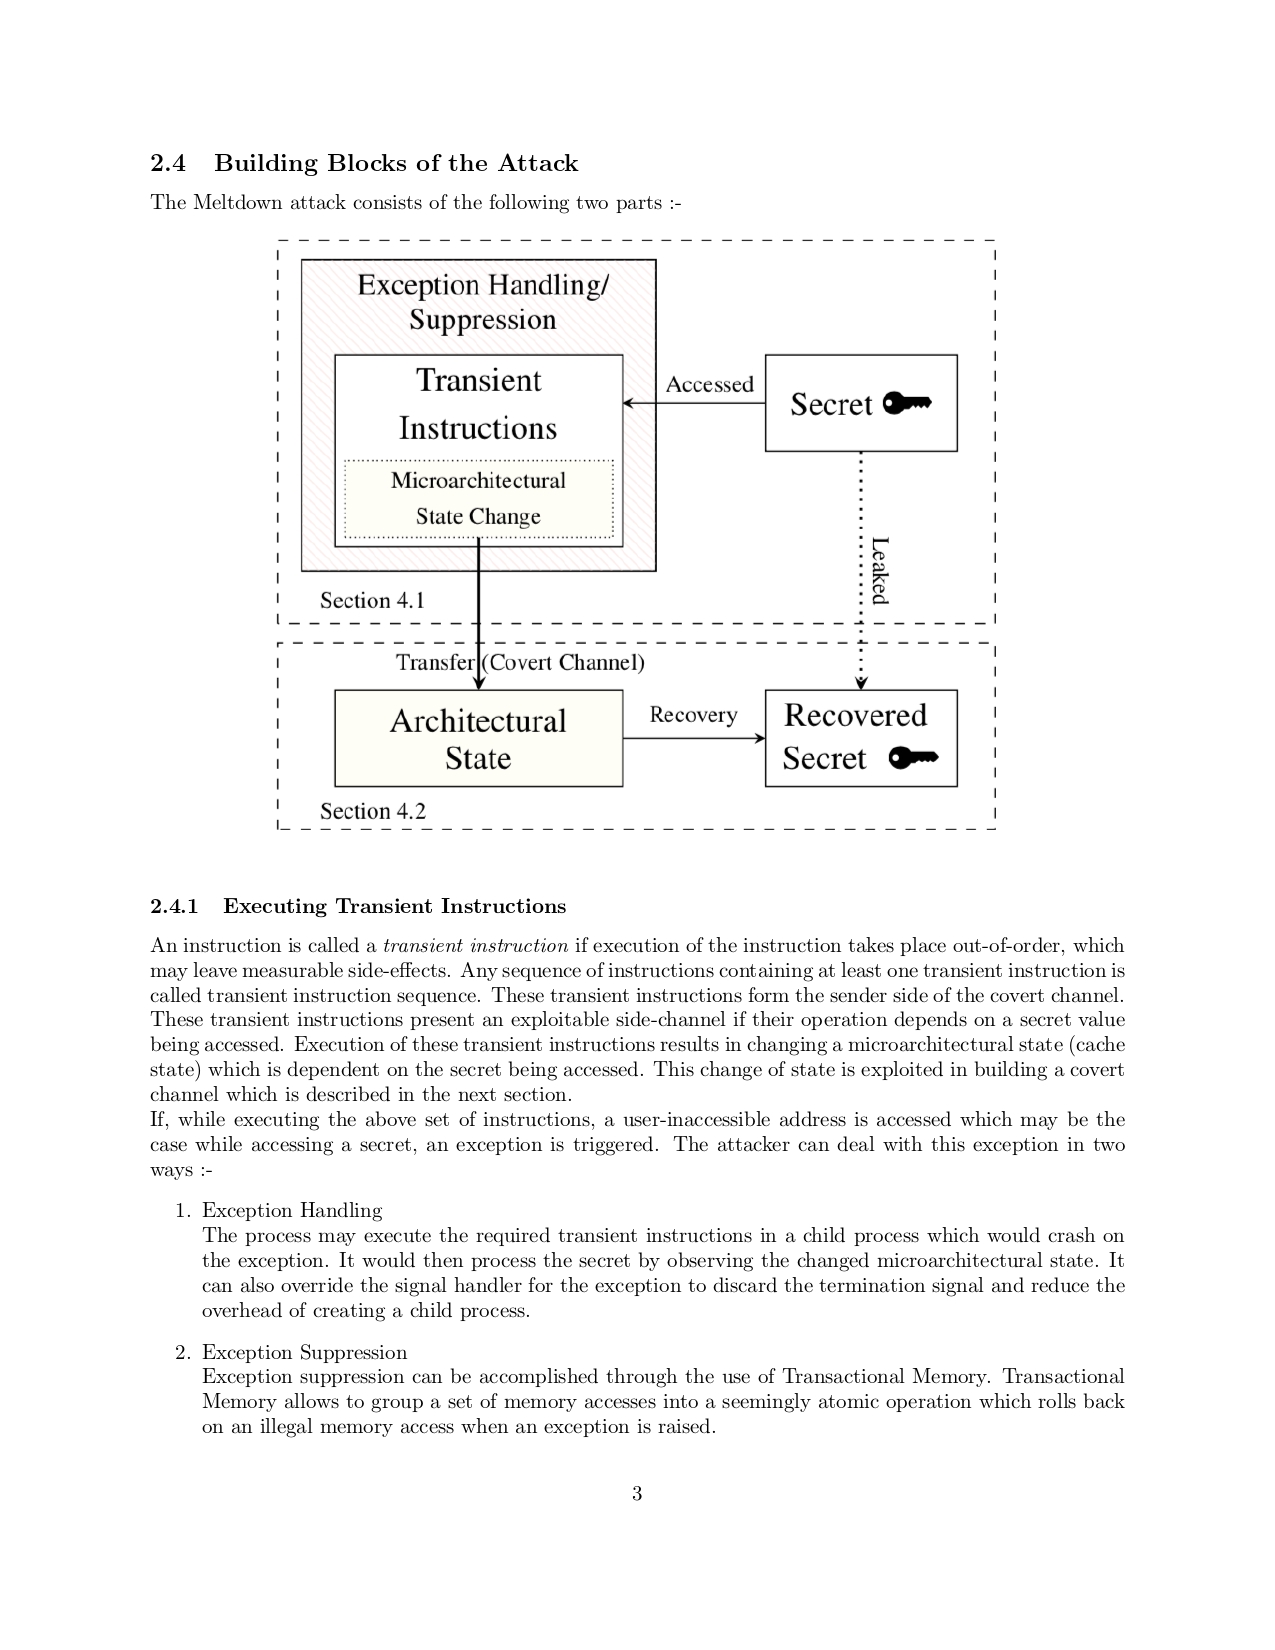 2.4 Building Blocks of the Attack
The Meltdown attack consists of the following two parts :-
Exception Handling/
Suppression
Transient
Instructions
Microarchitectural
State Change
Accessed
Secret
Leaked
Section 4.1
Transfer (Covert Channel)
Architectural
State
Recovery
Recovered
Secret
Section 4.2
2.4.1 Executing Transient Instructions
An instruction is called a transient instruction if execution of the instruction takes place out-of-order, which
may leave measurable side-effects. Any sequence of instructions containing at least one transient instruction is
called transient instruction sequence. These transient instructions form the sender side of the covert channel.
These transient instructions present an exploitable side-channel if their operation depends on a secret value
being accessed. Execution of these transient instructions results in changing a microarchitectural state (cache
state) which is dependent on the secret being accessed. This change of state is exploited in building a covert
channel which is described in the next section.
If, while executing the above set of instructions, a user-inaccessible address is accessed which may be the
case while accessing a secret, an exception is triggered. The attacker can deal with this exception in two
ways :-
1. Exception Handling
The process may execute the required transient instructions in a child process which would crash on
the exception. It would then process the secret by observing the changed microarchitectural state. It
can also override the signal handler for the exception to discard the termination signal and reduce the
overhead of creating a child process.
2. Exception Suppression
Exception suppression can be accomplished through the use of Transactional Memory. Transactional
Memory allows to group a set of memory accesses into a seemingly atomic operation which rolls back
on an illegal memory access when an exception is raised.
3